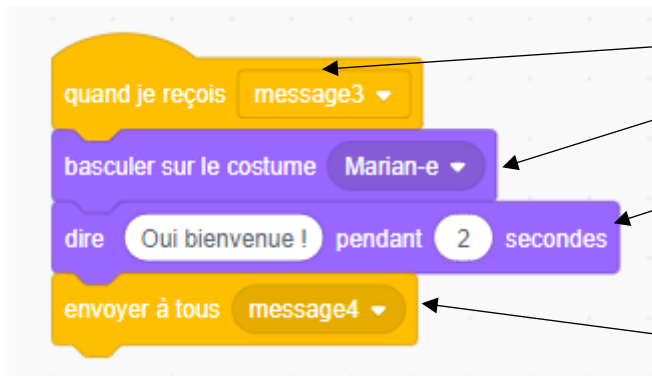 quand je reçois message3
basculer sur le costume Marian-e
dire Oui bienvenue ! pendant 2 secondes
envoyer à tous message4